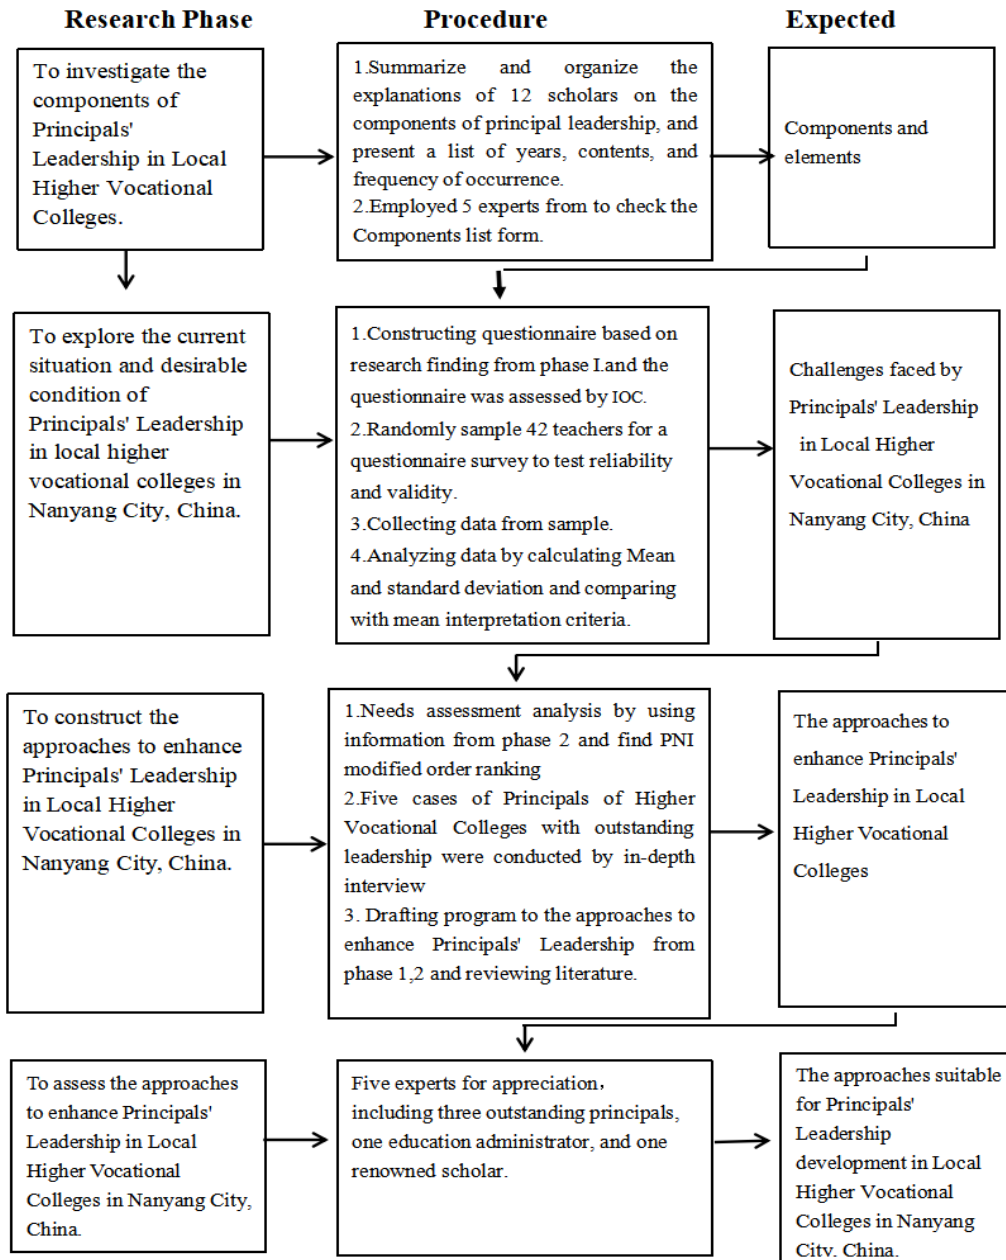 Research Phase
Procedure
Expected
To investigate the
components of
Principals'
Leadership in Local
Higher Vocational
Colleges.
1.Summarize and organize the
explanations of 12 scholars on the
components of principal leadership, and
present a list of years, contents, and
frequency of occurrence.
2.Employed 5 experts from to check the
Components list form.
Components and
elements
To explore the current
situation and desirable
condition of
Principals' Leadership
in local higher
vocational colleges in
Nanyang City, China.
1.Constructing questionnaire based on
research finding from phase I.and the
questionnaire was assessed by IOC.
2.Randomly sample 42 teachers for a
questionnaire survey to test reliability
and validity.
3.Collecting data from sample.
4.Analyzing data by calculating Mean
and standard deviation and comparing
with mean interpretation criteria.
Challenges faced by
Principals' Leadership
in Local Higher
Vocational Colleges in
Nanyang City, China
To construct the
approaches to enhance
Principals' Leadership
in Local Higher
Vocational Colleges in
Nanyang City, China.
1.Needs assessment analysis by using
information from phase 2 and find PNI
modified order ranking
2.Five cases of Principals of Higher
Vocational Colleges with outstanding
leadership were conducted by in-depth
interview
3. Drafting program to the approaches to
enhance Principals' Leadership from
phase 1,2 and reviewing literature.
The approaches to
enhance Principals'
Leadership in Local
Higher Vocational
Colleges
To assess the approaches
to enhance Principals'
Leadership in Local
Higher Vocational
Colleges in Nanyang City,
China.
Five experts for appreciation，
including three outstanding principals,
one education administrator, and one
renowned scholar.
The approaches suitable
for Principals'
Leadership
development in Local
Higher Vocational
Colleges in Nanyang
City, China.